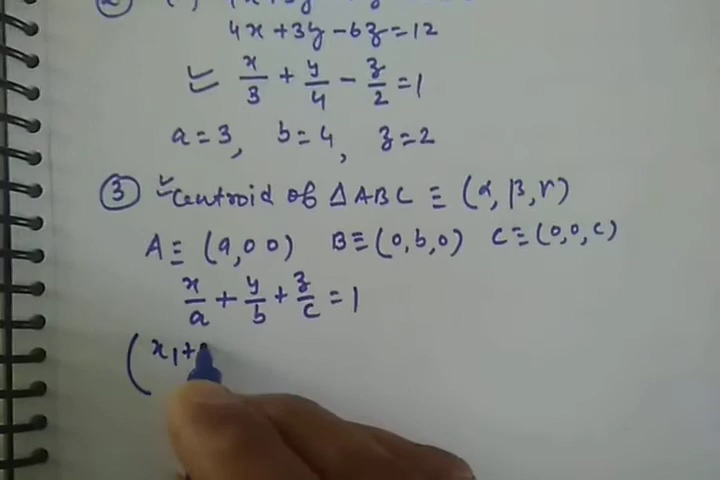 ②
4x+3y-6z=12
x/3 + y/4 - z/2 = 1
a=3, b=4, z=2
③ Centroid of ΔABC ≡ (α, β, γ)
A≡ (a,0 0) B≡(0,b,0) C≡(0,0,c)
x/a + y/b + z/c = 1
(x₁+